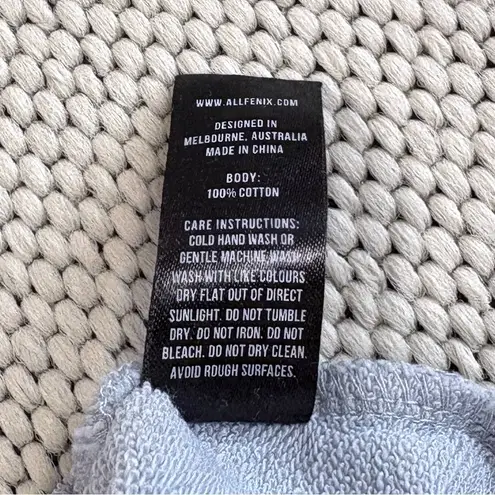 WWW.ALLFENIX.COM
DESIGNED IN
MELBOURNE, AUSTRALIA
MADE IN CHINA
BODY:
100% COTTON
CARE INSTRUCTIONS:
COLD HAND WASH OR
GENTLE MACHINE WASH.
WASH WITH LIKE COLOURS.
DRY FLAT OUT OF DIRECT
SUNLIGHT. DO NOT TUMBLE
DRY. DO NOT IRON. DO NOT
BLEACH. DO NOT DRY CLEAN.
AVOID ROUGH SURFACES.